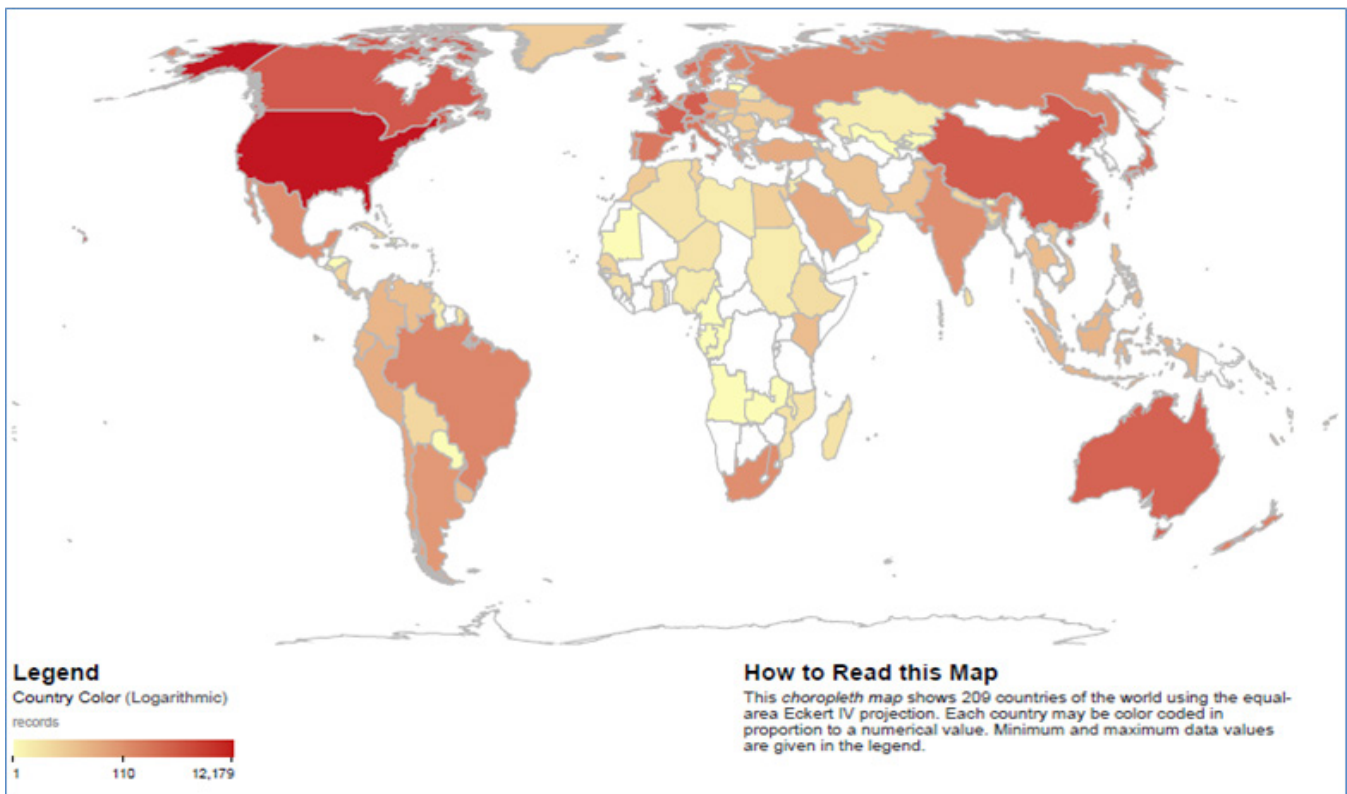 Legend
Country Color (Logarithmic)
records
1 110 12,179
How to Read this Map
This choropleth map shows 209 countries of the world using the equal-
area Eckert IV projection. Each country may be color coded in
proportion to a numerical value. Minimum and maximum data values
are given in the legend.